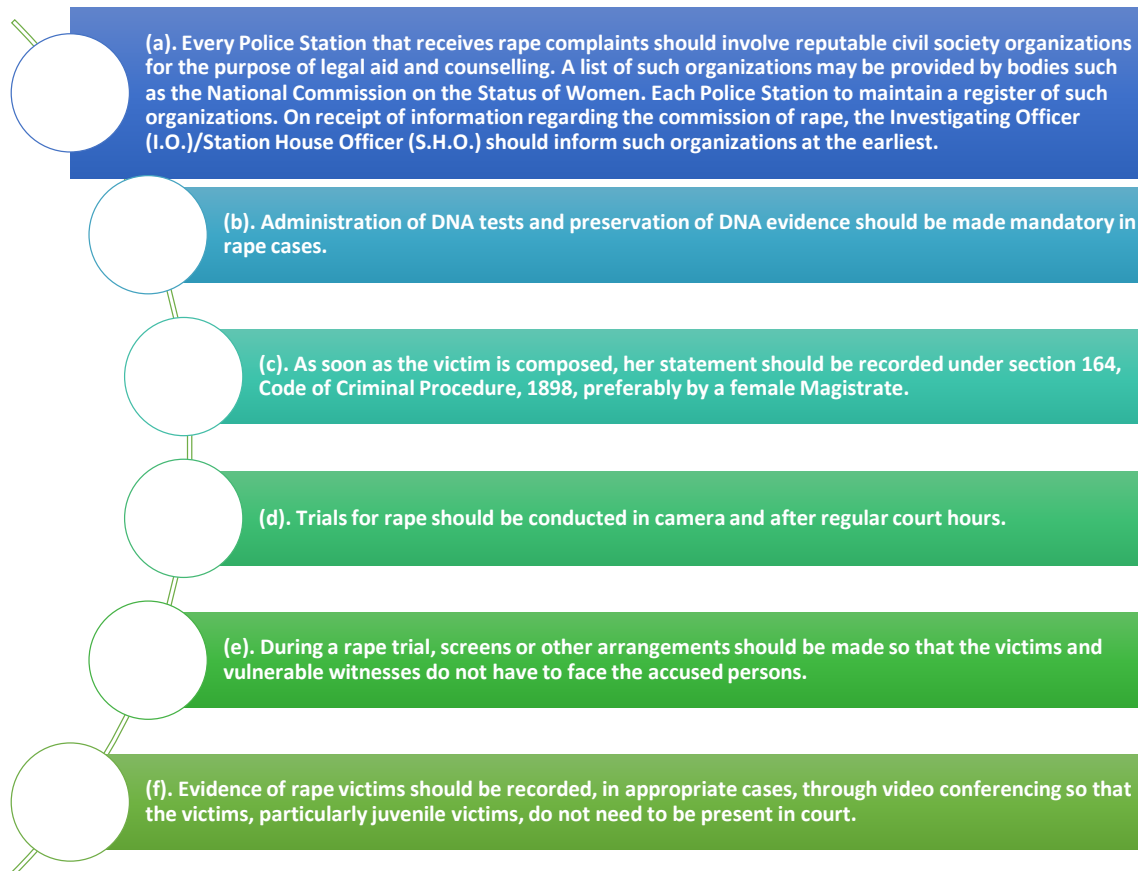 (a). Every Police Station that receives rape complaints should involve reputable civil society organizations
for the purpose of legal aid and counselling. A list of such organizations may be provided by bodies such
as the National Commission on the Status of Women. Each Police Station to maintain a register of such
organizations. On receipt of information regarding the commission of rape, the Investigating Officer
(I.O.)/Station House Officer (S.H.O.) should inform such organizations at the earliest.
(b). Administration of DNA tests and preservation of DNA evidence should be made mandatory in
rape cases.
(c). As soon as the victim is composed, her statement should be recorded under section 164,
Code of Criminal Procedure, 1898, preferably by a female Magistrate.
(d). Trials for rape should be conducted in camera and after regular court hours.
(e). During a rape trial, screens or other arrangements should be made so that the victims and
vulnerable witnesses do not have to face the accused persons.
(f). Evidence of rape victims should be recorded, in appropriate cases, through video conferencing so that
the victims, particularly juvenile victims, do not need to be present in court.